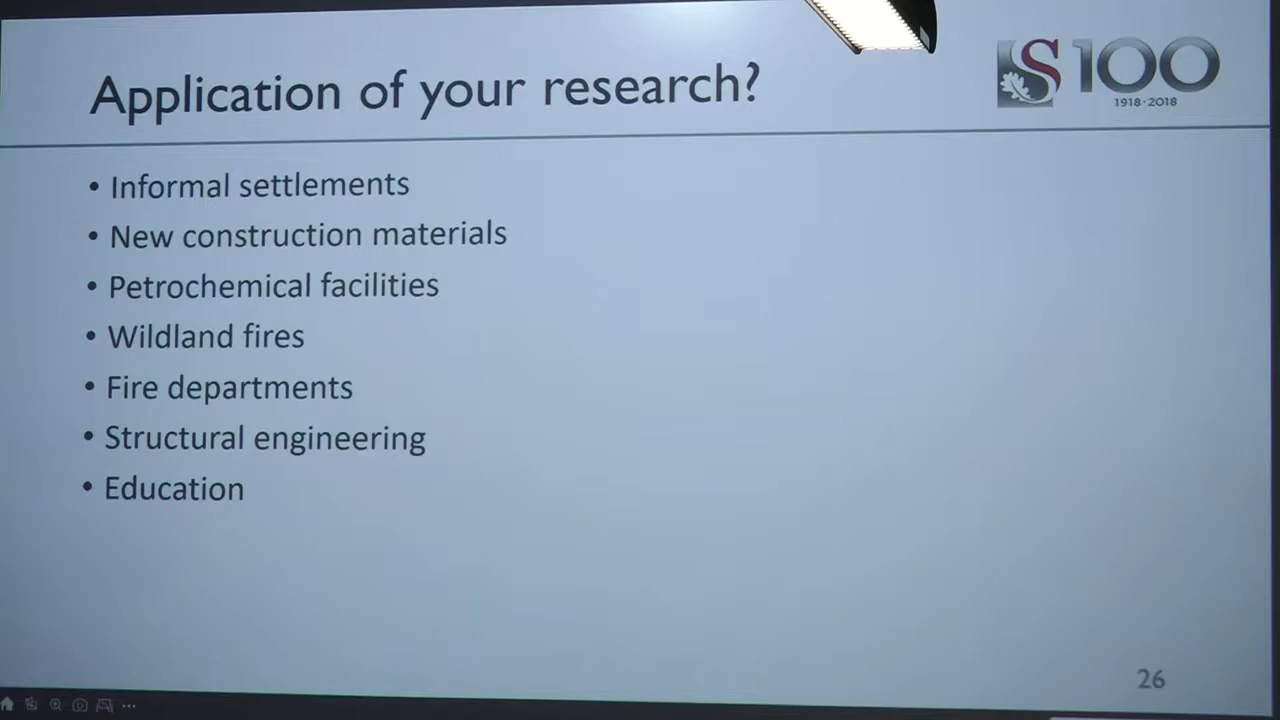 Application of your research?
S100
1918·2018
• Informal settlements
• New construction materials
• Petrochemical facilities
• Wildland fires
• Fire departments
• Structural engineering
• Education
26